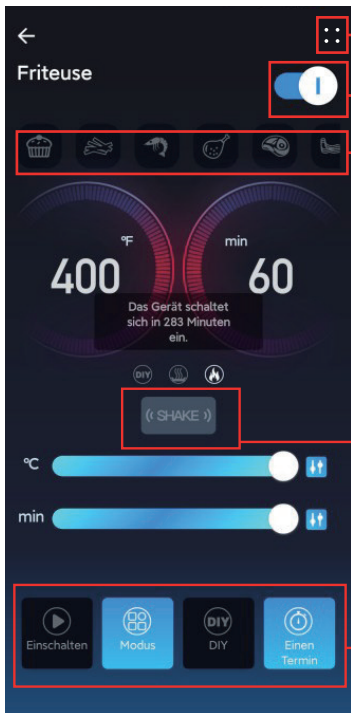 Friteuse
°F
min
400
60
Das Gerät schaltet
sich in 283 Minuten
ein.
DIY
((SHAKE))
°C
min
DIY
Einschalten
Modus
DIY
Einen
Termin